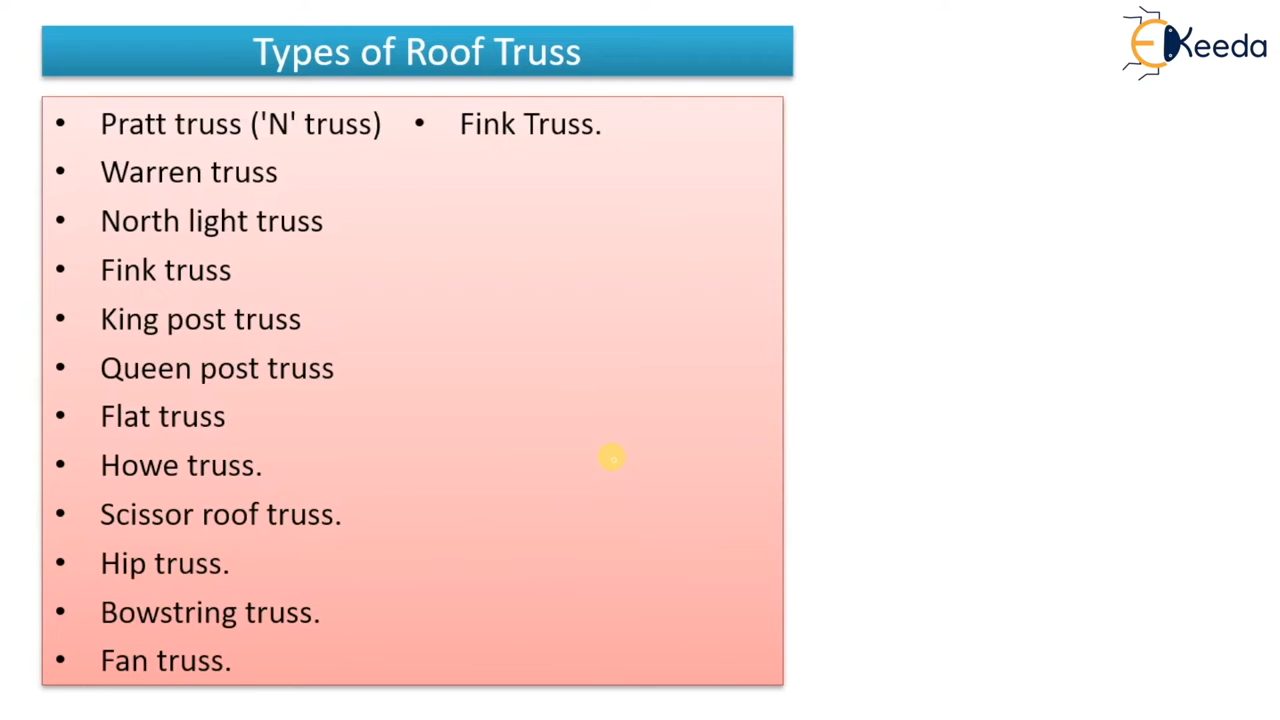 Types of Roof Truss
EKeeda
• Pratt truss ('N' truss) • Fink Truss.
• Warren truss
• North light truss
• Fink truss
• King post truss
• Queen post truss
• Flat truss
• Howe truss.
• Scissor roof truss.
• Hip truss.
• Bowstring truss.
• Fan truss.